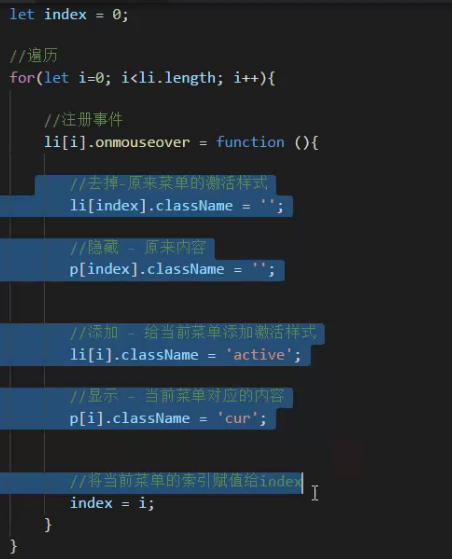 let index = 0;
//遍历
for(let i=0; i<li.length; i++){
//注册事件
li[i].onmouseover = function (){
//去掉-原来菜单的激活样式
li[index].className = '';
//隐藏 - 原来内容
p[index].className = '';
//添加 - 给当前菜单添加激活样式
li[i].className = 'active';
//显示 - 当前菜单对应的内容
p[i].className = 'cur';
//将当前菜单的索引赋值给index
index = i;
}
}